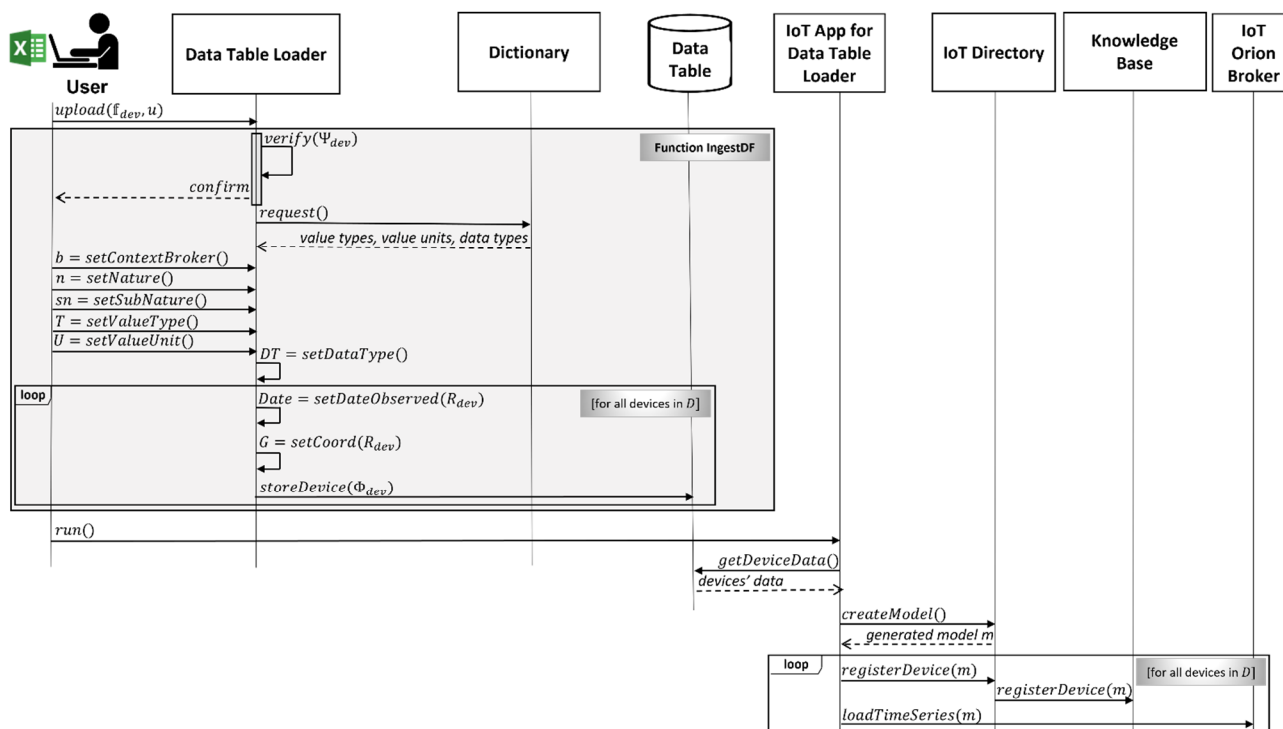 X
User
Data Table Loader
Dictionary
Data
Table
IoT App for
Data Table
Loader
IoT Directory
Knowledge
Base
IoT
Orion
Broker
upload(𝕗dev, u)
Function IngestDF
verify(Ψdev)
confirm
request()
value types, value units, data types
b = setContextBroker()
n = setNature()
sn = setSubNature()
T = setValueType()
U = setValueUnit()
DT = setDataType()
loop
[for all devices in D]
Date = setDateObserved(Rdev)
G = setCoord(Rdev)
storeDevice(Φdev)
run()
getDeviceData()
devices’ data
createModel()
generated model m
loop
[for all devices in D]
registerDevice(m)
registerDevice(m)
loadTimeSeries(m)